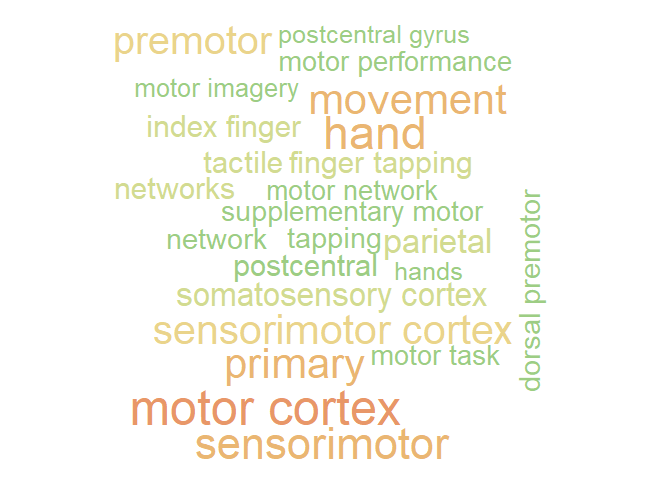 premotor
postcentral gyrus
motor performance
motor imagery
movement
index finger
hand
tactile
finger tapping
networks
motor network
supplementary motor
network
tapping
parietal
postcentral
hands
dorsal premotor
somatosensory cortex
sensorimotor cortex
primary
motor task
motor cortex
sensorimotor